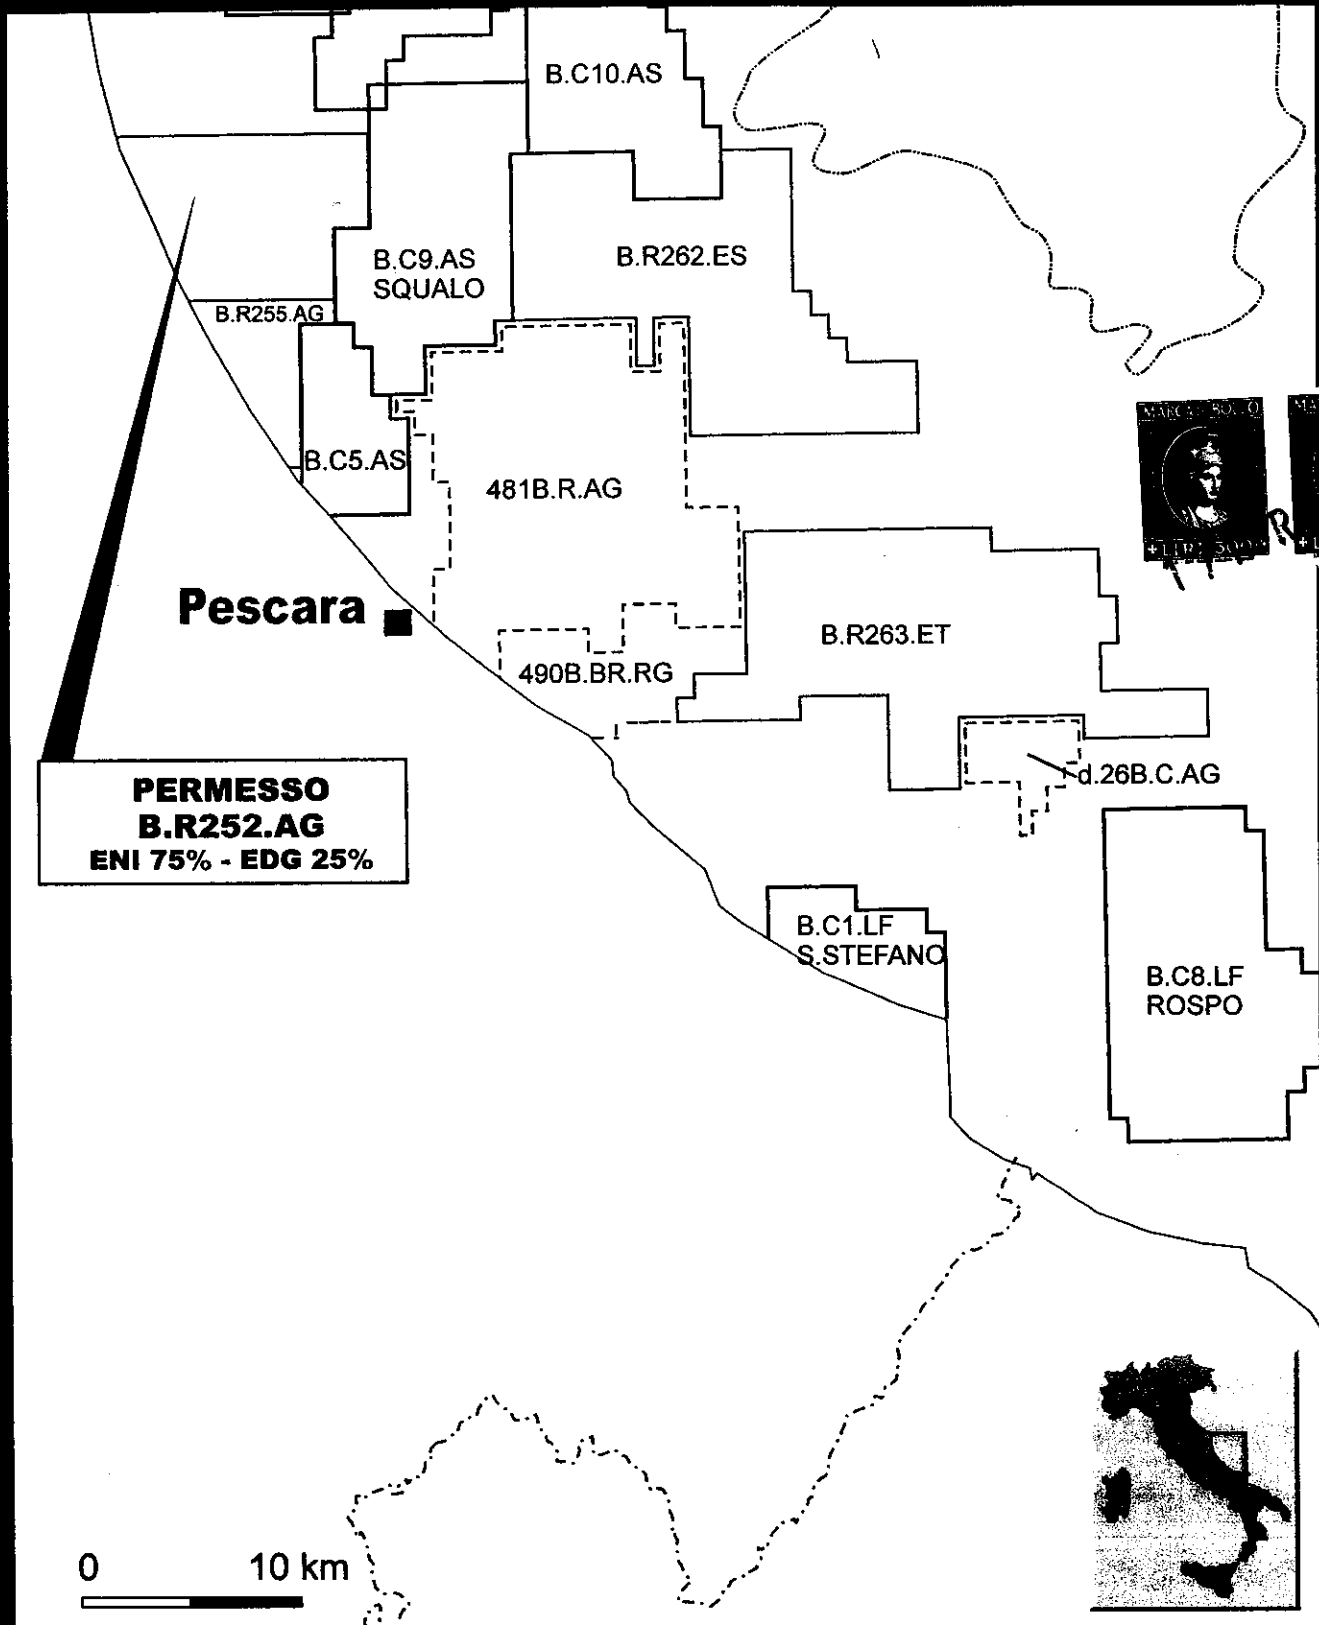 B.C10.AS
B.C9.AS
SQUALO
B.R262.ES
B.R255.AG
B.C5.AS
481B.R.AG
MARCA
Pescara
B.R263.ET
490B.BR.RG
d.26B.C.AG
PERMESSO
B.R252.AG
ENI 75% - EDG 25%
B.C1.LF
S.STEFANO
B.C8.LF
ROSPO
0 10 km